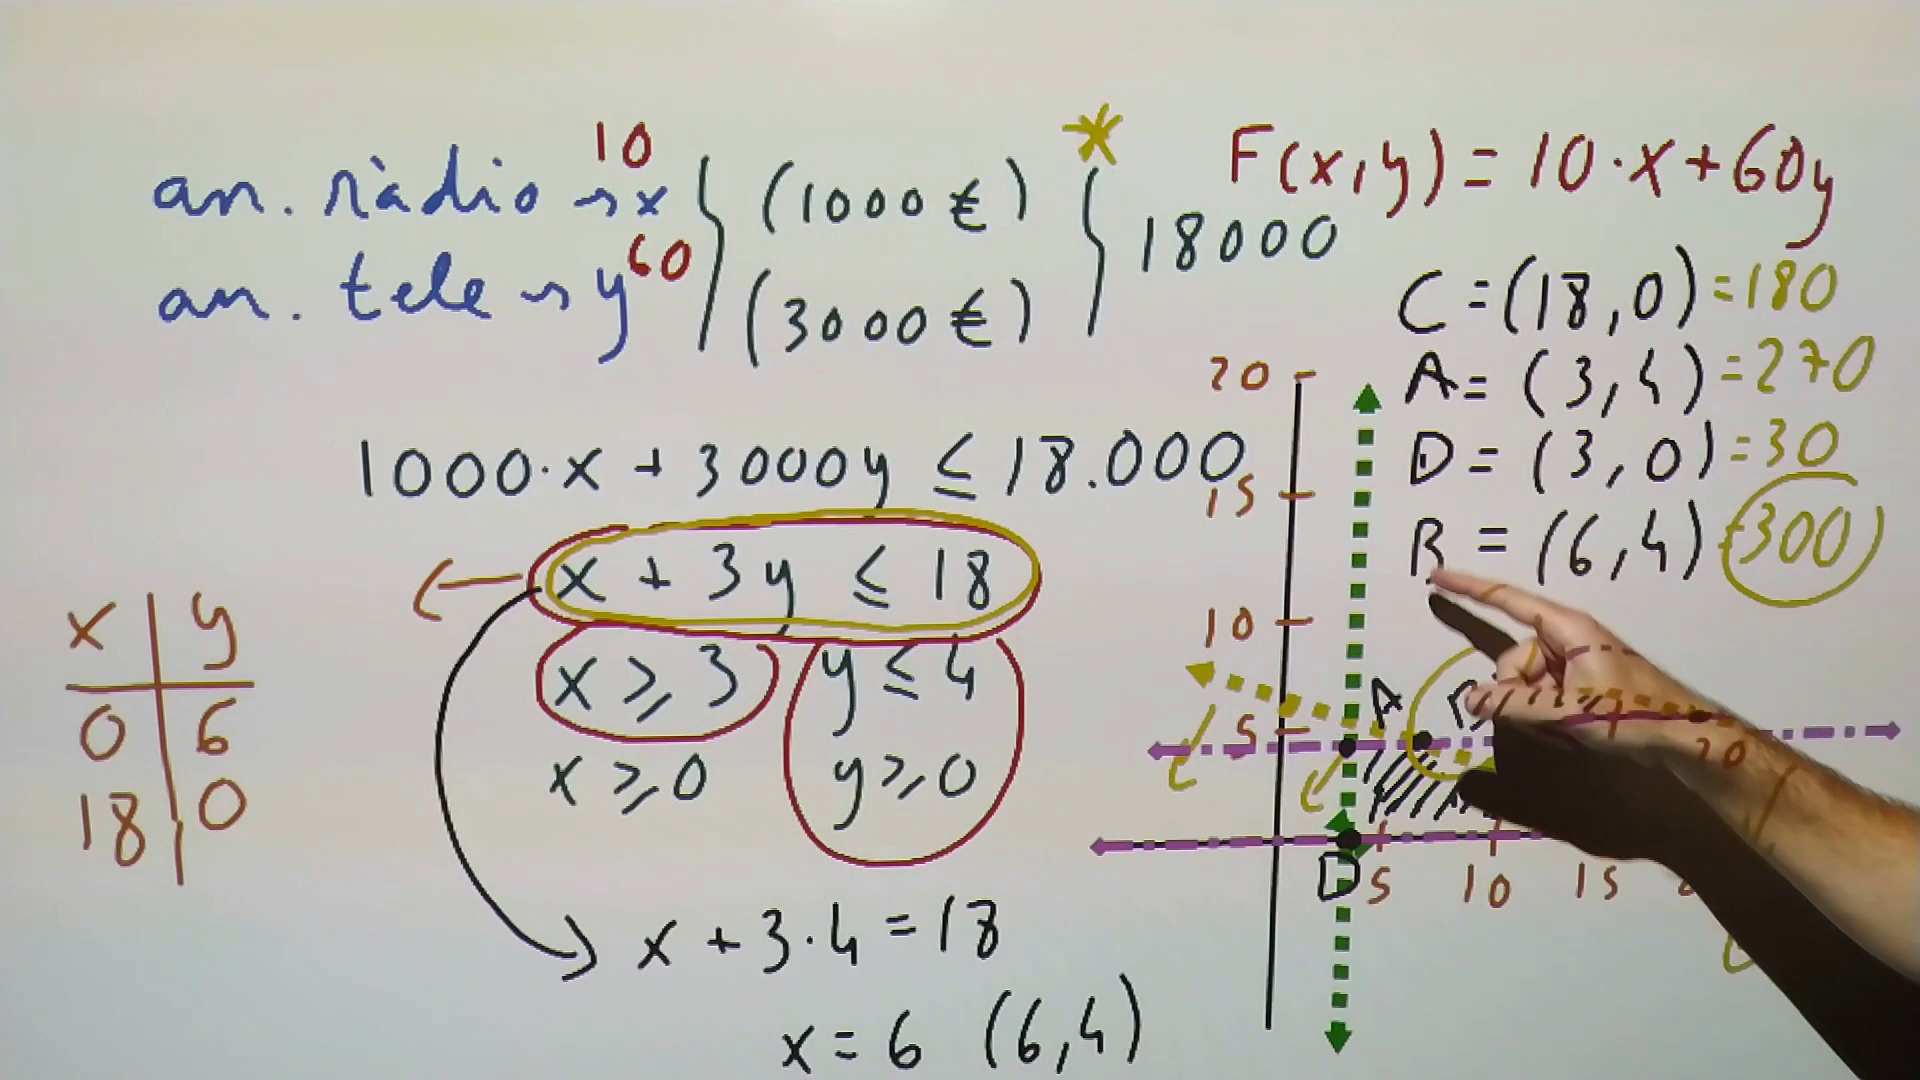 an. ràdio → x 10 (1000 €)
an. tele → y 60 (3000 €)
18000
*
1000·x + 3000y ≤ 18.000
x + 3y ≤ 18
x ≥ 3 y ≤ 4
x ≥ 0 y ≥ 0
x + 3·4 = 18
x = 6 (6,4)
x y
0 6
18 0
F(x,y) = 10·x + 60y
C = (18,0) = 180
A = (3,4) = 270
D = (3,0) = 30
B = (6,4) = 300
20
15
10
5
A
D 5 10 15
20